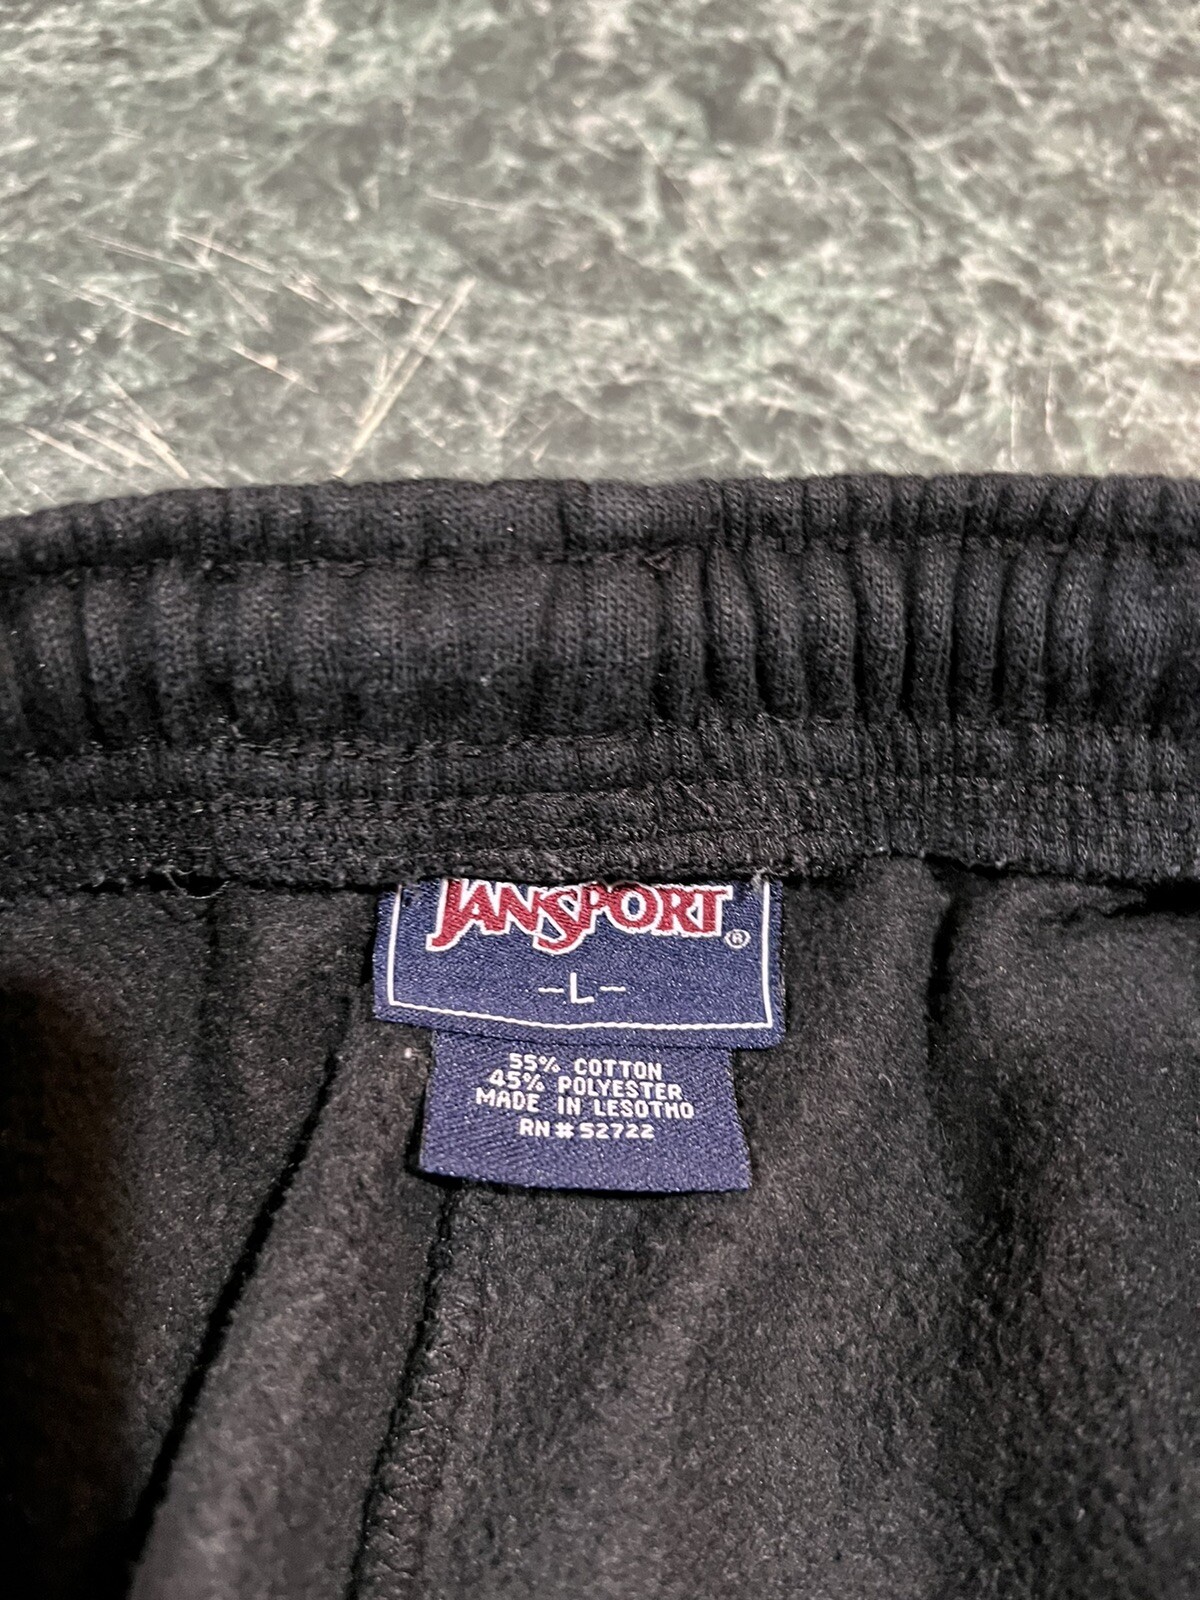 JANSPORT®
-L-
55% COTTON
45% POLYESTER
MADE IN LESOTHO
RN# 52722